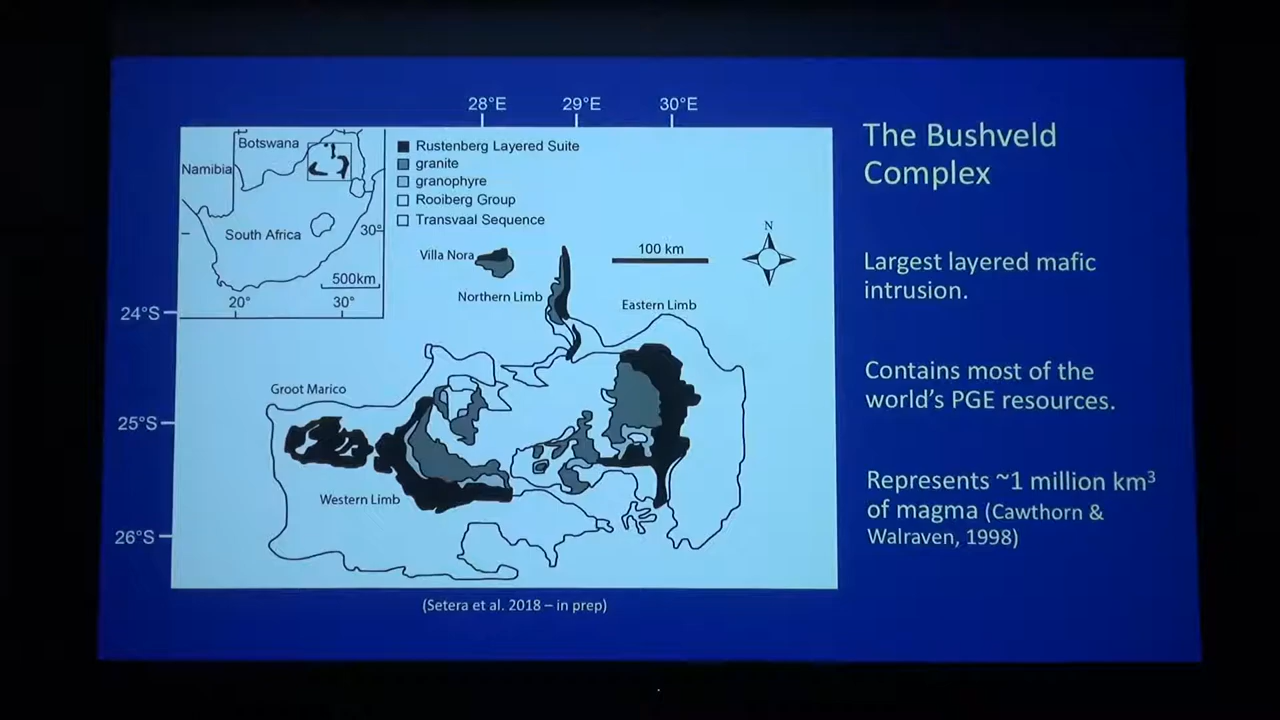 28°E 29°E 30°E
Botswana
Namibia
South Africa
30°
500km
20° 30°
Rustenberg Layered Suite
granite
granophyre
Rooiberg Group
Transvaal Sequence
Villa Nora
100 km
N
Northern Limb
Eastern Limb
24°S
Groot Marico
25°S
Western Limb
26°S
(Setera et al. 2018 – in prep)
The Bushveld
Complex
Largest layered mafic
intrusion.
Contains most of the
world's PGE resources.
Represents ~1 million km³
of magma (Cawthorn &
Walraven, 1998)